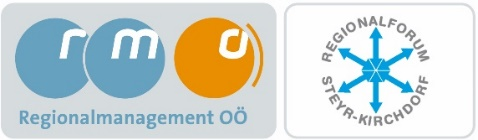 rmo
Regionalmanagement OÖ
REGIONALFORUM
STEYR-KIRCHDORF